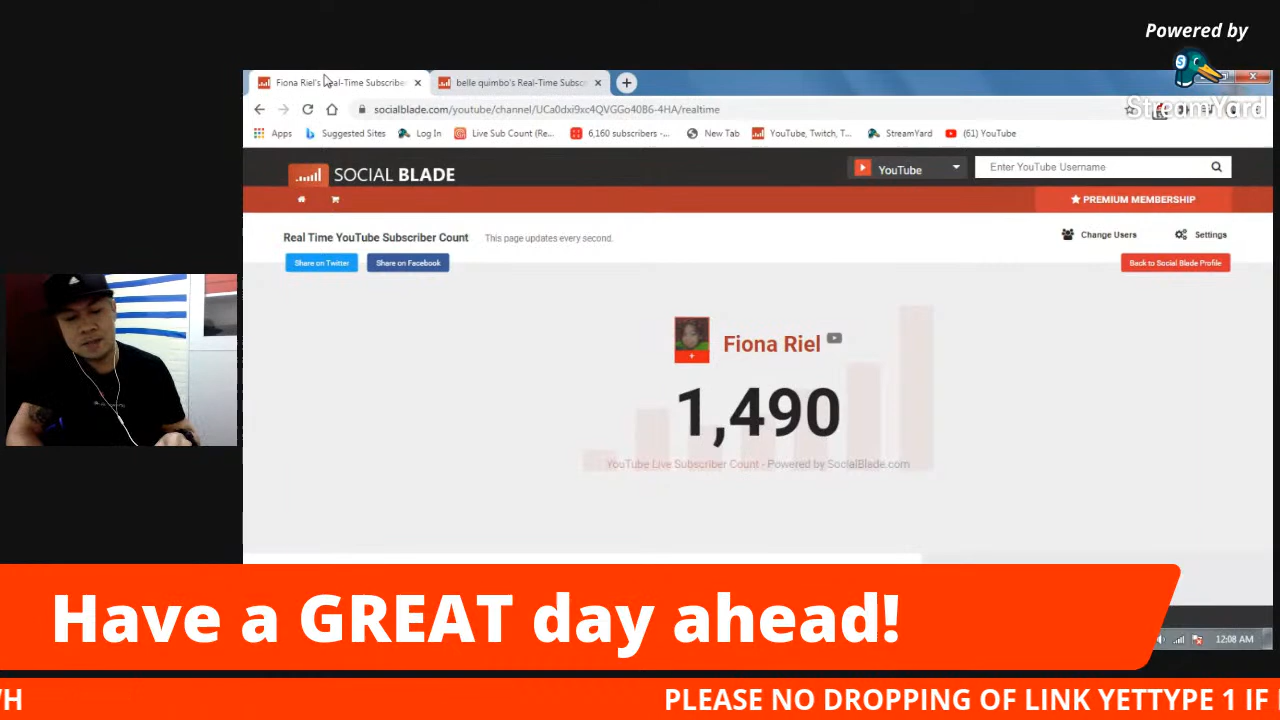 Powered by
StreamYard
Fiona Riel's Real-Time Subscribe
belle quimbo's Real-Time Subsc
socialblade.com/youtube/channel/UCa0dxi9xc4QVGGo40B6-4HA/realtime
Apps
Suggested Sites
Log In
Live Sub Count (Re...
6,160 subscribers -...
New Tab
YouTube, Twitch, T...
StreamYard
(61) YouTube
SOCIAL BLADE
YouTube
Enter YouTube Username
PREMIUM MEMBERSHIP
Real Time YouTube Subscriber Count
This page updates every second.
Change Users
Settings
Share on Twitter
Share on Facebook
Back to Social Blade Profile
Fiona Riel
1,490
YouTube Live Subscriber Count - Powered by SocialBlade.com
Have a GREAT day ahead!
12:08 AM
PLEASE NO DROPPING OF LINK YETTYPE 1 IF